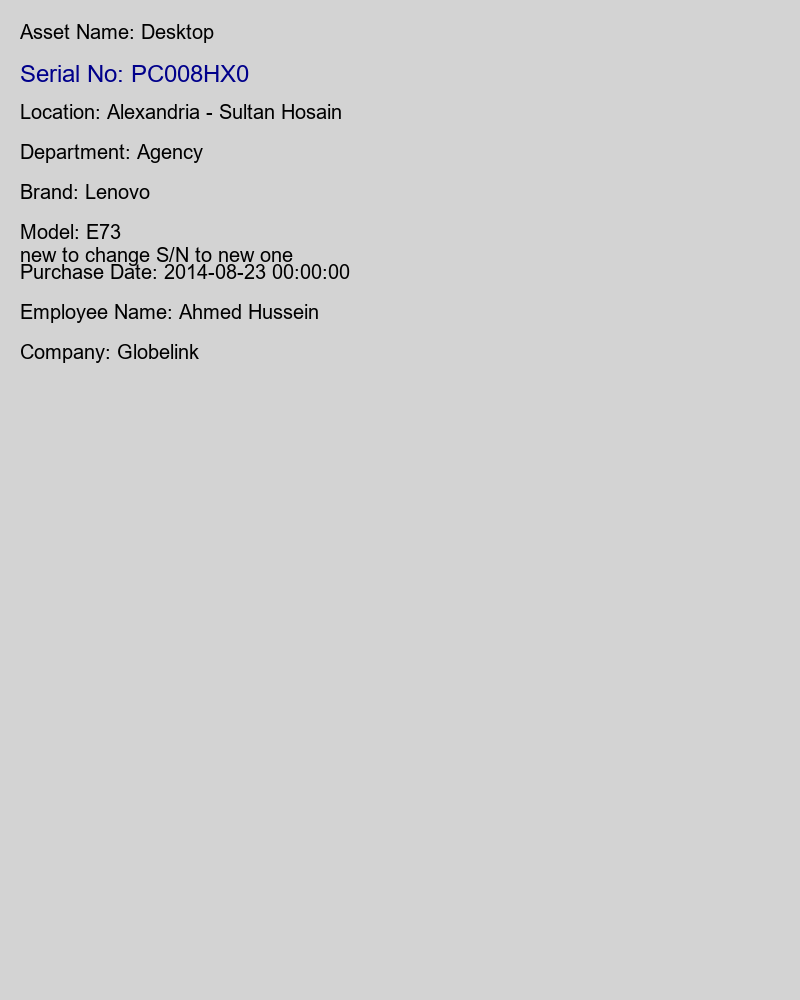 Asset Name: Desktop
Serial No: PC008HX0
Location: Alexandria - Sultan Hosain
Department: Agency
Brand: Lenovo
Model: E73
new to change S/N to new one
Purchase Date: 2014-08-23 00:00:00
Employee Name: Ahmed Hussein
Company: Globelink